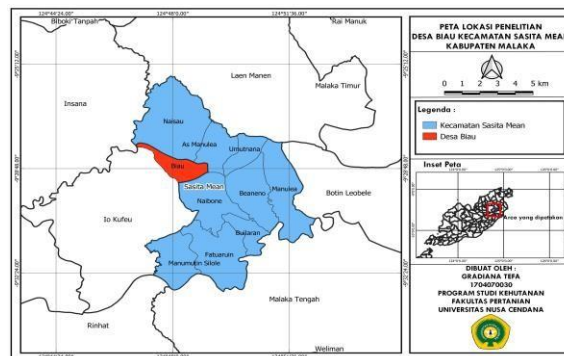 124°44'24.00" 124°48'0.00" 124°51'36.00"
Biboki Tanpah
Rai Manuk
Laen Manen
Malaka Timur
Insana
Naisau
As Manulea
Umutnana
Biau
Sasita Mean
Naibone
Beaneno
Manulea
Botin Leobele
Io Kufeu
Builaran
Fatuaruin
Manumutin Silole
Malaka Tengah
Rinhat
Weliman
PETA LOKASI PENELITIAN
DESA BIAU KECAMATAN SASITA MEAN
KABUPATEN MALAKA
0 1 2 3 4 5 km
Legenda :
Kecamatan Sasita Mean
Desa Biau
Inset Peta
Area yang dipetakan
DIBUAT OLEH :
GRADIANA TEFA
1704070030
PROGRAM STUDI KEHUTANAN
FAKULTAS PERTANIAN
UNIVERSITAS NUSA CENDANA